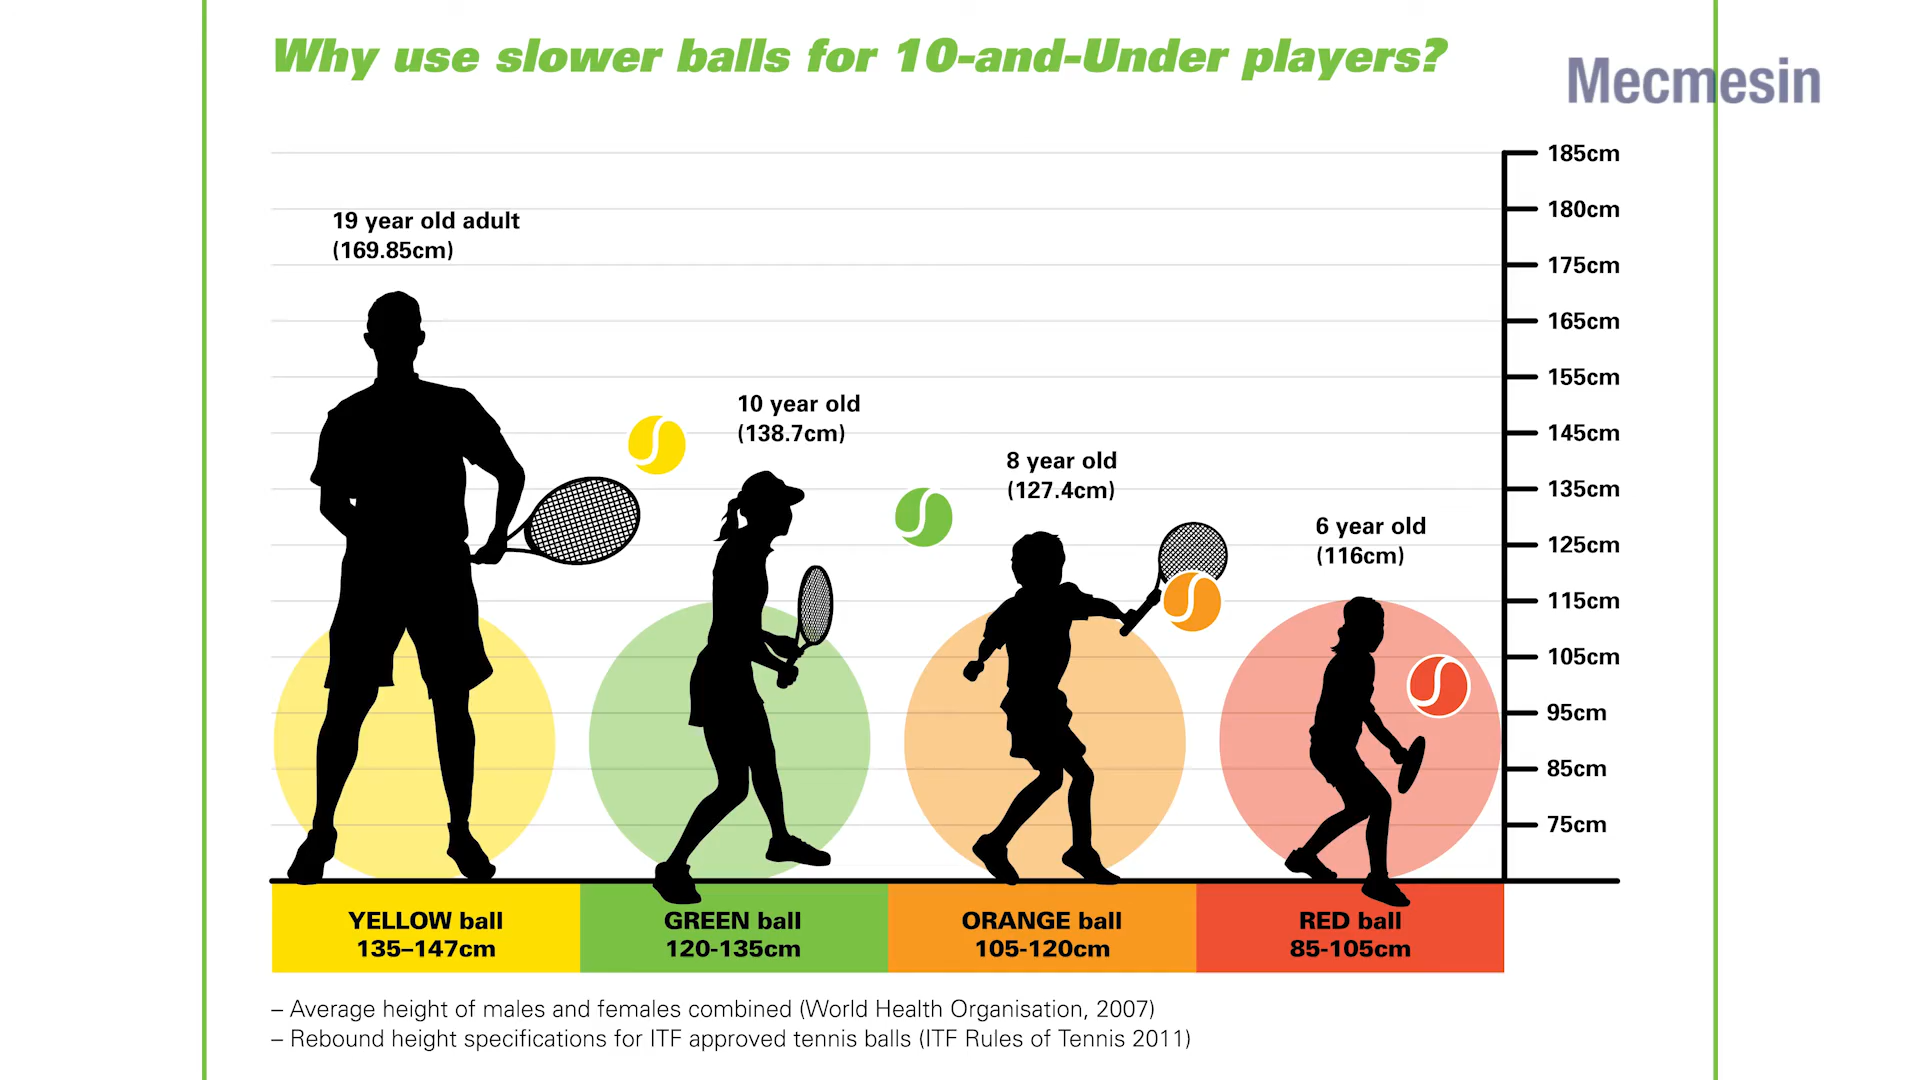 Why use slower balls for 10-and-Under players?
Mecmesin
185cm
180cm
175cm
165cm
155cm
145cm
135cm
125cm
115cm
105cm
95cm
85cm
75cm
19 year old adult
(169.85cm)
10 year old
(138.7cm)
8 year old
(127.4cm)
6 year old
(116cm)
YELLOW ball
135–147cm
GREEN ball
120-135cm
ORANGE ball
105-120cm
RED ball
85-105cm
– Average height of males and females combined (World Health Organisation, 2007)
– Rebound height specifications for ITF approved tennis balls (ITF Rules of Tennis 2011)